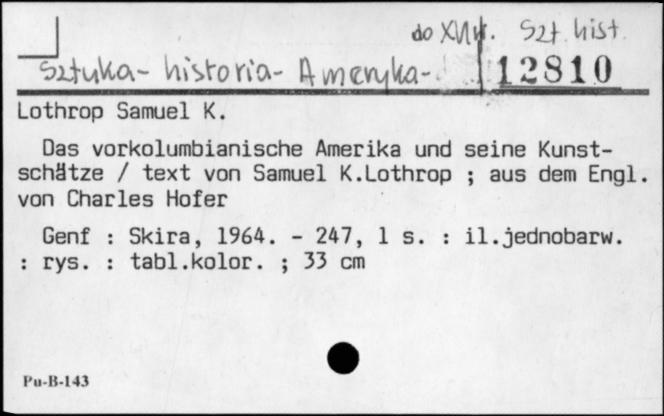 do XVI w. Szt. hist.
Sztuka - historia - Ameryka -
12810
Lothrop Samuel K.
Das vorkolumbianische Amerika und seine Kunst-
schätze / text von Samuel K.Lothrop ; aus dem Engl.
von Charles Hofer
Genf : Skira, 1964. - 247, 1 s. : il.jednobarw.
: rys. : tabl.kolor. ; 33 cm
Pu-B-143